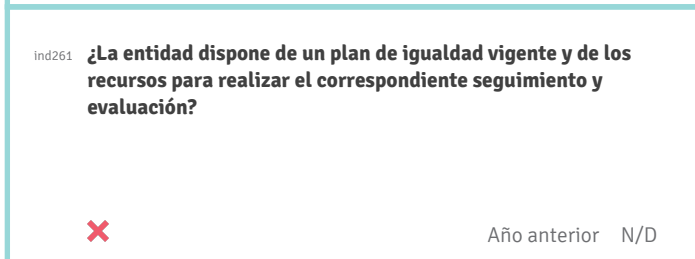 ind261 ¿La entidad dispone de un plan de igualdad vigente y de los
recursos para realizar el correspondiente seguimiento y
evaluación?
Año anterior N/D